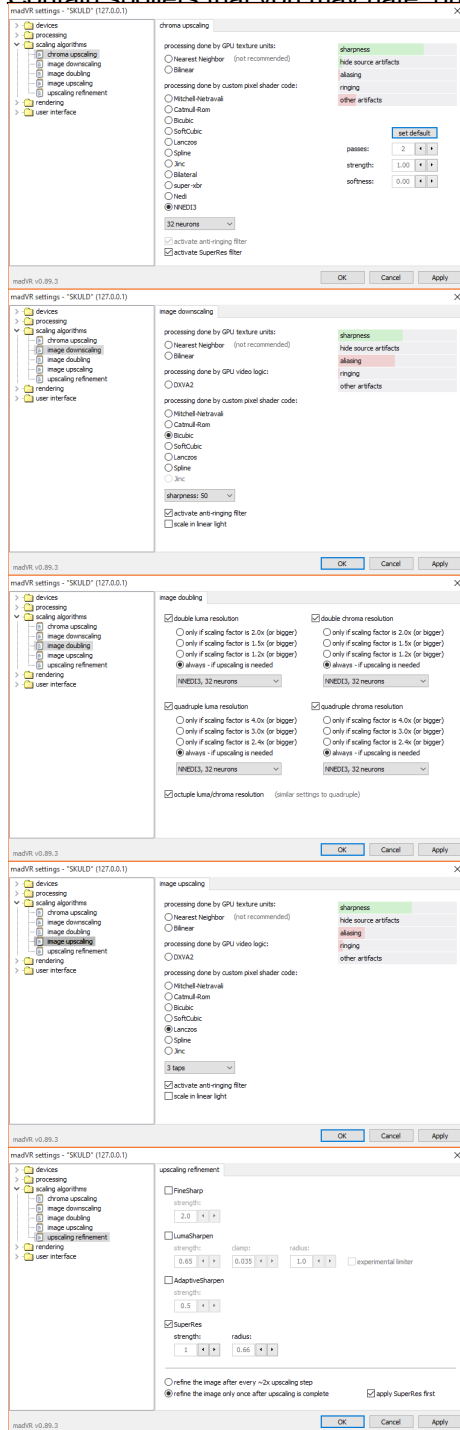 madVR settings - "SKULD" (127.0.0.1)
devices
processing
scaling algorithms
chroma upscaling
image downscaling
image doubling
image upscaling
upscaling refinement
rendering
user interface
chroma upscaling
processing done by GPU texture units:
Nearest Neighbor (not recommended)
Bilinear
processing done by custom pixel shader code:
Mitchell-Netravali
Catmull-Rom
Bicubic
SoftCubic
Lanczos
Spline
Jinc
Bilateral
super-xbr
Nedi
NNEDI3
32 neurons
activate anti-ringing filter
activate SuperRes filter
sharpness
hide source artifacts
aliasing
ringing
other artifacts
set default
passes: 2
strength: 1.00
softness: 0.00
madVR v0.89.3
OK Cancel Apply
madVR settings - "SKULD" (127.0.0.1)
devices
processing
scaling algorithms
chroma upscaling
image downscaling
image doubling
image upscaling
upscaling refinement
rendering
user interface
image downscaling
processing done by GPU texture units:
Nearest Neighbor (not recommended)
Bilinear
processing done by GPU video logic:
DXVA2
processing done by custom pixel shader code:
Mitchell-Netravali
Catmull-Rom
Bicubic
SoftCubic
Lanczos
Spline
Jinc
sharpness: 50
activate anti-ringing filter
scale in linear light
sharpness
hide source artifacts
aliasing
ringing
other artifacts
madVR v0.89.3
OK Cancel Apply
madVR settings - "SKULD" (127.0.0.1)
devices
processing
scaling algorithms
chroma upscaling
image downscaling
image doubling
image upscaling
upscaling refinement
rendering
user interface
image doubling
double luma resolution
only if scaling factor is 2.0x (or bigger)
only if scaling factor is 1.5x (or bigger)
only if scaling factor is 1.2x (or bigger)
always - if upscaling is needed
NNEDI3, 32 neurons
double chroma resolution
only if scaling factor is 2.0x (or bigger)
only if scaling factor is 1.5x (or bigger)
only if scaling factor is 1.2x (or bigger)
always - if upscaling is needed
NNEDI3, 32 neurons
quadruple luma resolution
only if scaling factor is 4.0x (or bigger)
only if scaling factor is 3.0x (or bigger)
only if scaling factor is 2.4x (or bigger)
always - if upscaling is needed
NNEDI3, 32 neurons
quadruple chroma resolution
only if scaling factor is 4.0x (or bigger)
only if scaling factor is 3.0x (or bigger)
only if scaling factor is 2.4x (or bigger)
always - if upscaling is needed
NNEDI3, 32 neurons
octuple luma/chroma resolution (similar settings to quadruple)
madVR v0.89.3
OK Cancel Apply
madVR settings - "SKULD" (127.0.0.1)
devices
processing
scaling algorithms
chroma upscaling
image downscaling
image doubling
image upscaling
upscaling refinement
rendering
user interface
image upscaling
processing done by GPU texture units:
Nearest Neighbor (not recommended)
Bilinear
processing done by GPU video logic:
DXVA2
processing done by custom pixel shader code:
Mitchell-Netravali
Catmull-Rom
Bicubic
SoftCubic
Lanczos
Spline
Jinc
3 taps
activate anti-ringing filter
scale in linear light
sharpness
hide source artifacts
aliasing
ringing
other artifacts
madVR v0.89.3
OK Cancel Apply
madVR settings - "SKULD" (127.0.0.1)
devices
processing
scaling algorithms
chroma upscaling
image downscaling
image doubling
image upscaling
upscaling refinement
rendering
user interface
upscaling refinement
FineSharp
strength:
2.0
LumaSharpen
strength: clamp: radius:
0.65 0.035 1.0 experimental limiter
AdaptiveSharpen
strength:
0.5
SuperRes
strength: radius:
1 0.66
refine the image after every ~2x upscaling step
refine the image only once after upscaling is complete apply SuperRes first
madVR v0.89.3
OK Cancel Apply